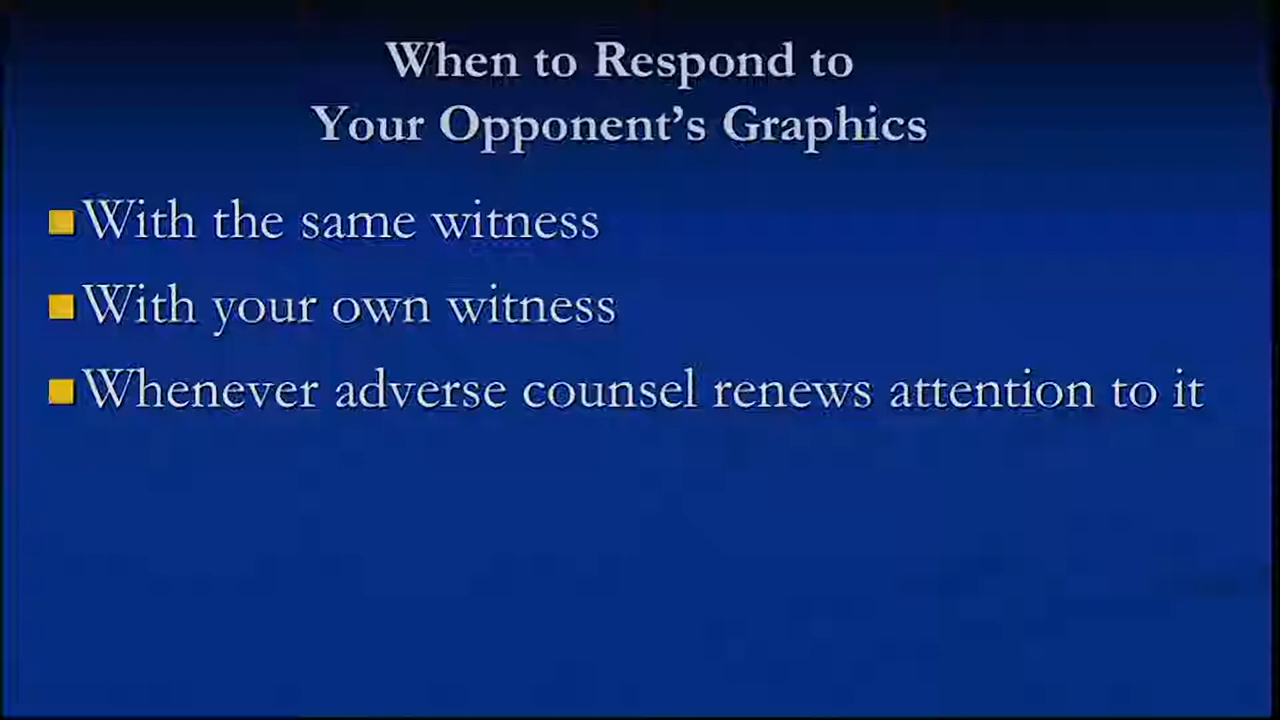 When to Respond to
Your Opponent's Graphics
With the same witness
With your own witness
Whenever adverse counsel renews attention to it